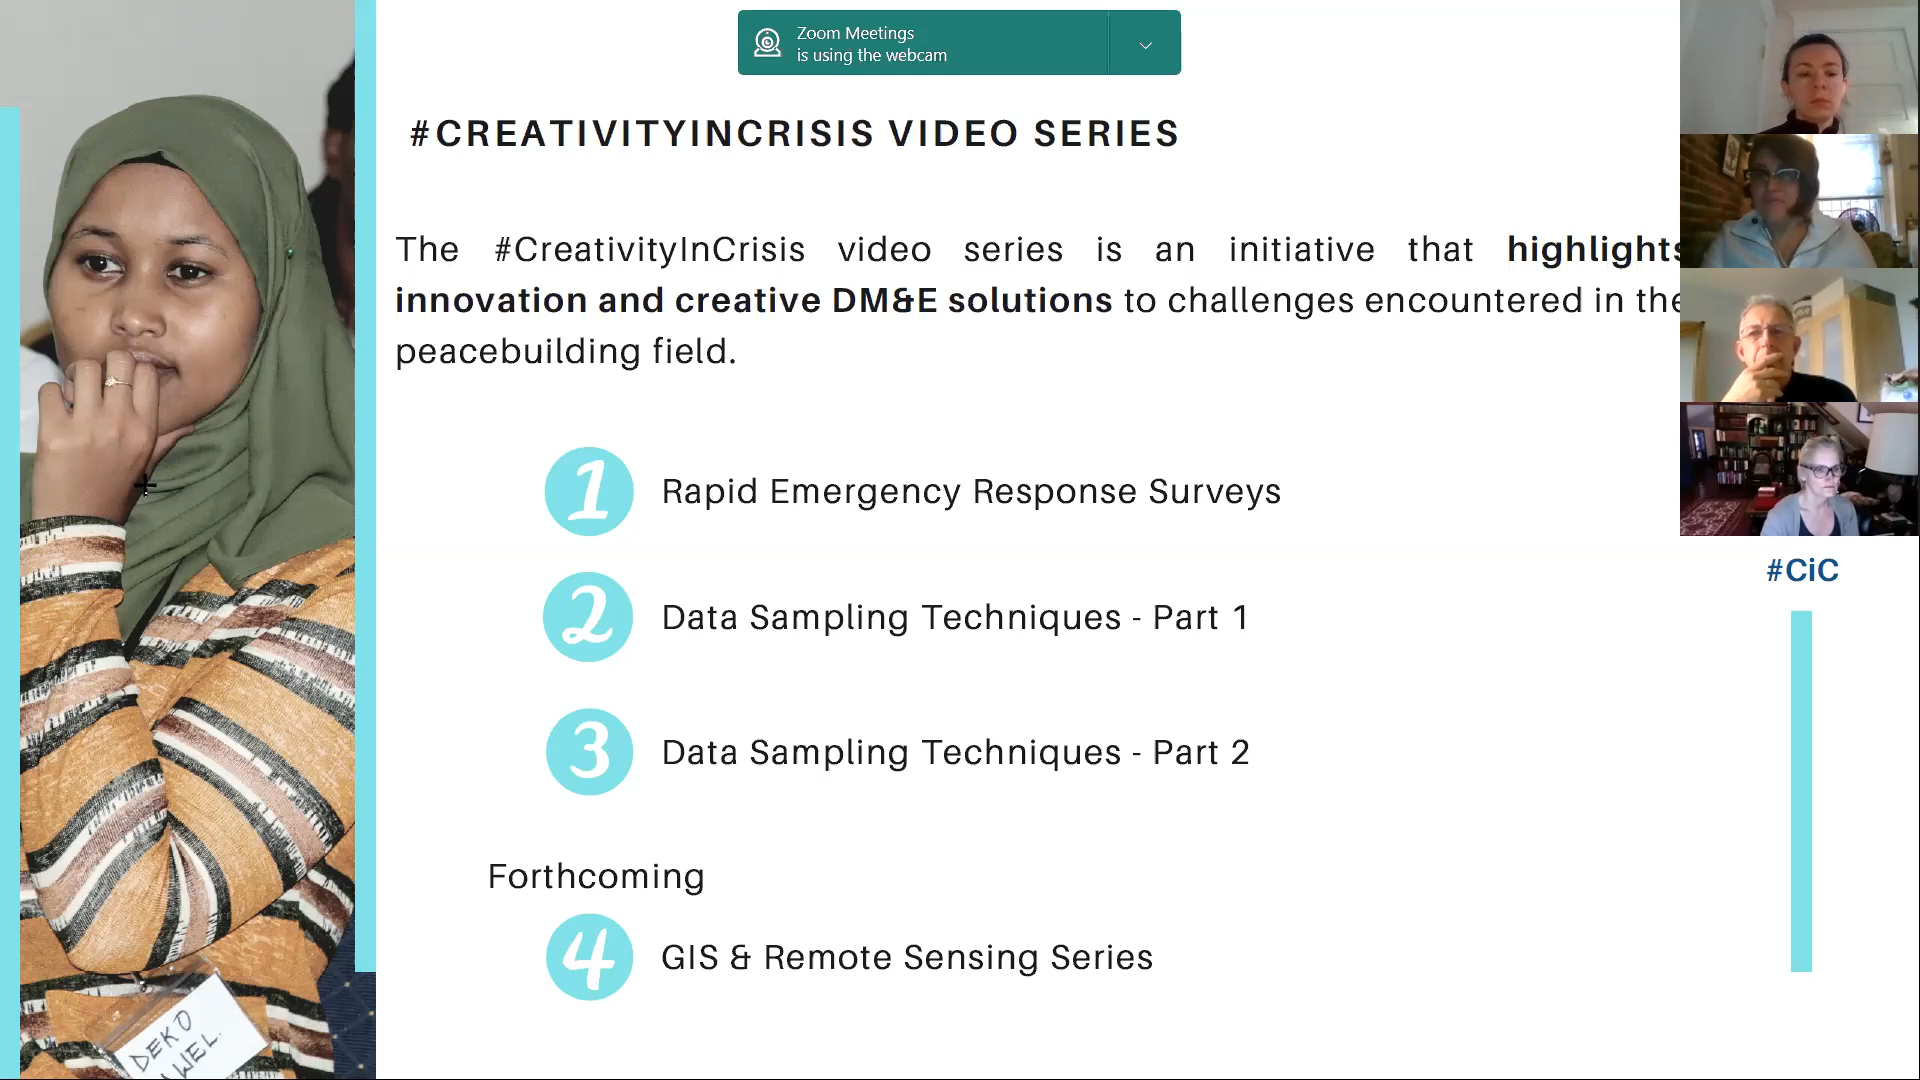 Zoom Meetings
is using the webcam
#CREATIVITYINCRISIS VIDEO SERIES
The #CreativityInCrisis video series is an initiative that highlights
innovation and creative DM&E solutions to challenges encountered in the
peacebuilding field.
1 Rapid Emergency Response Surveys
2 Data Sampling Techniques - Part 1
3 Data Sampling Techniques - Part 2
Forthcoming
4 GIS & Remote Sensing Series
#CiC
DEKO